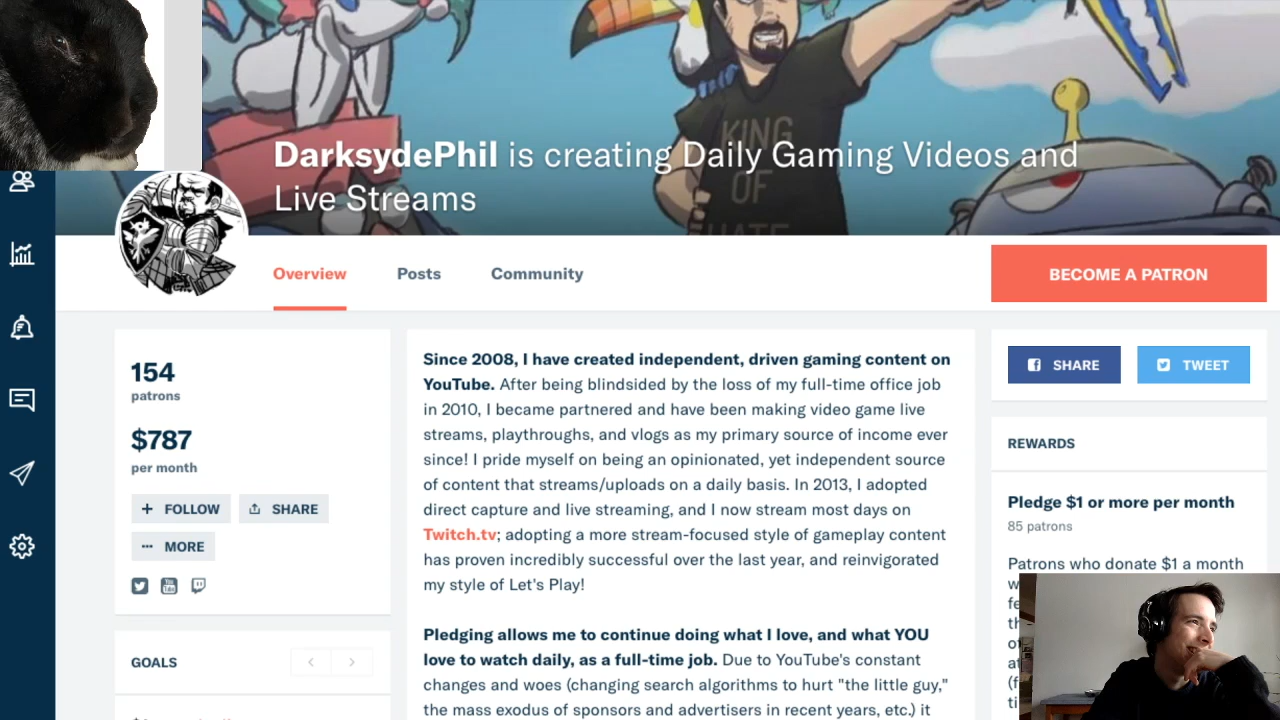 KING
OF
HATE
DarksydePhil is creating Daily Gaming Videos and
Live Streams
Overview
Posts
Community
BECOME A PATRON
154
patrons
$787
per month
+ FOLLOW
SHARE
••• MORE
GOALS
Since 2008, I have created independent, driven gaming content on
YouTube. After being blindsided by the loss of my full-time office job
in 2010, I became partnered and have been making video game live
streams, playthroughs, and vlogs as my primary source of income ever
since! I pride myself on being an opinionated, yet independent source
of content that streams/uploads on a daily basis. In 2013, I adopted
direct capture and live streaming, and I now stream most days on
Twitch.tv; adopting a more stream-focused style of gameplay content
has proven incredibly successful over the last year, and reinvigorated
my style of Let's Play!
Pledging allows me to continue doing what I love, and what YOU
love to watch daily, as a full-time job. Due to YouTube's constant
changes and woes (changing search algorithms to hurt "the little guy,"
the mass exodus of sponsors and advertisers in recent years, etc.) it
SHARE
TWEET
REWARDS
Pledge $1 or more per month
85 patrons
Patrons who donate $1 a month